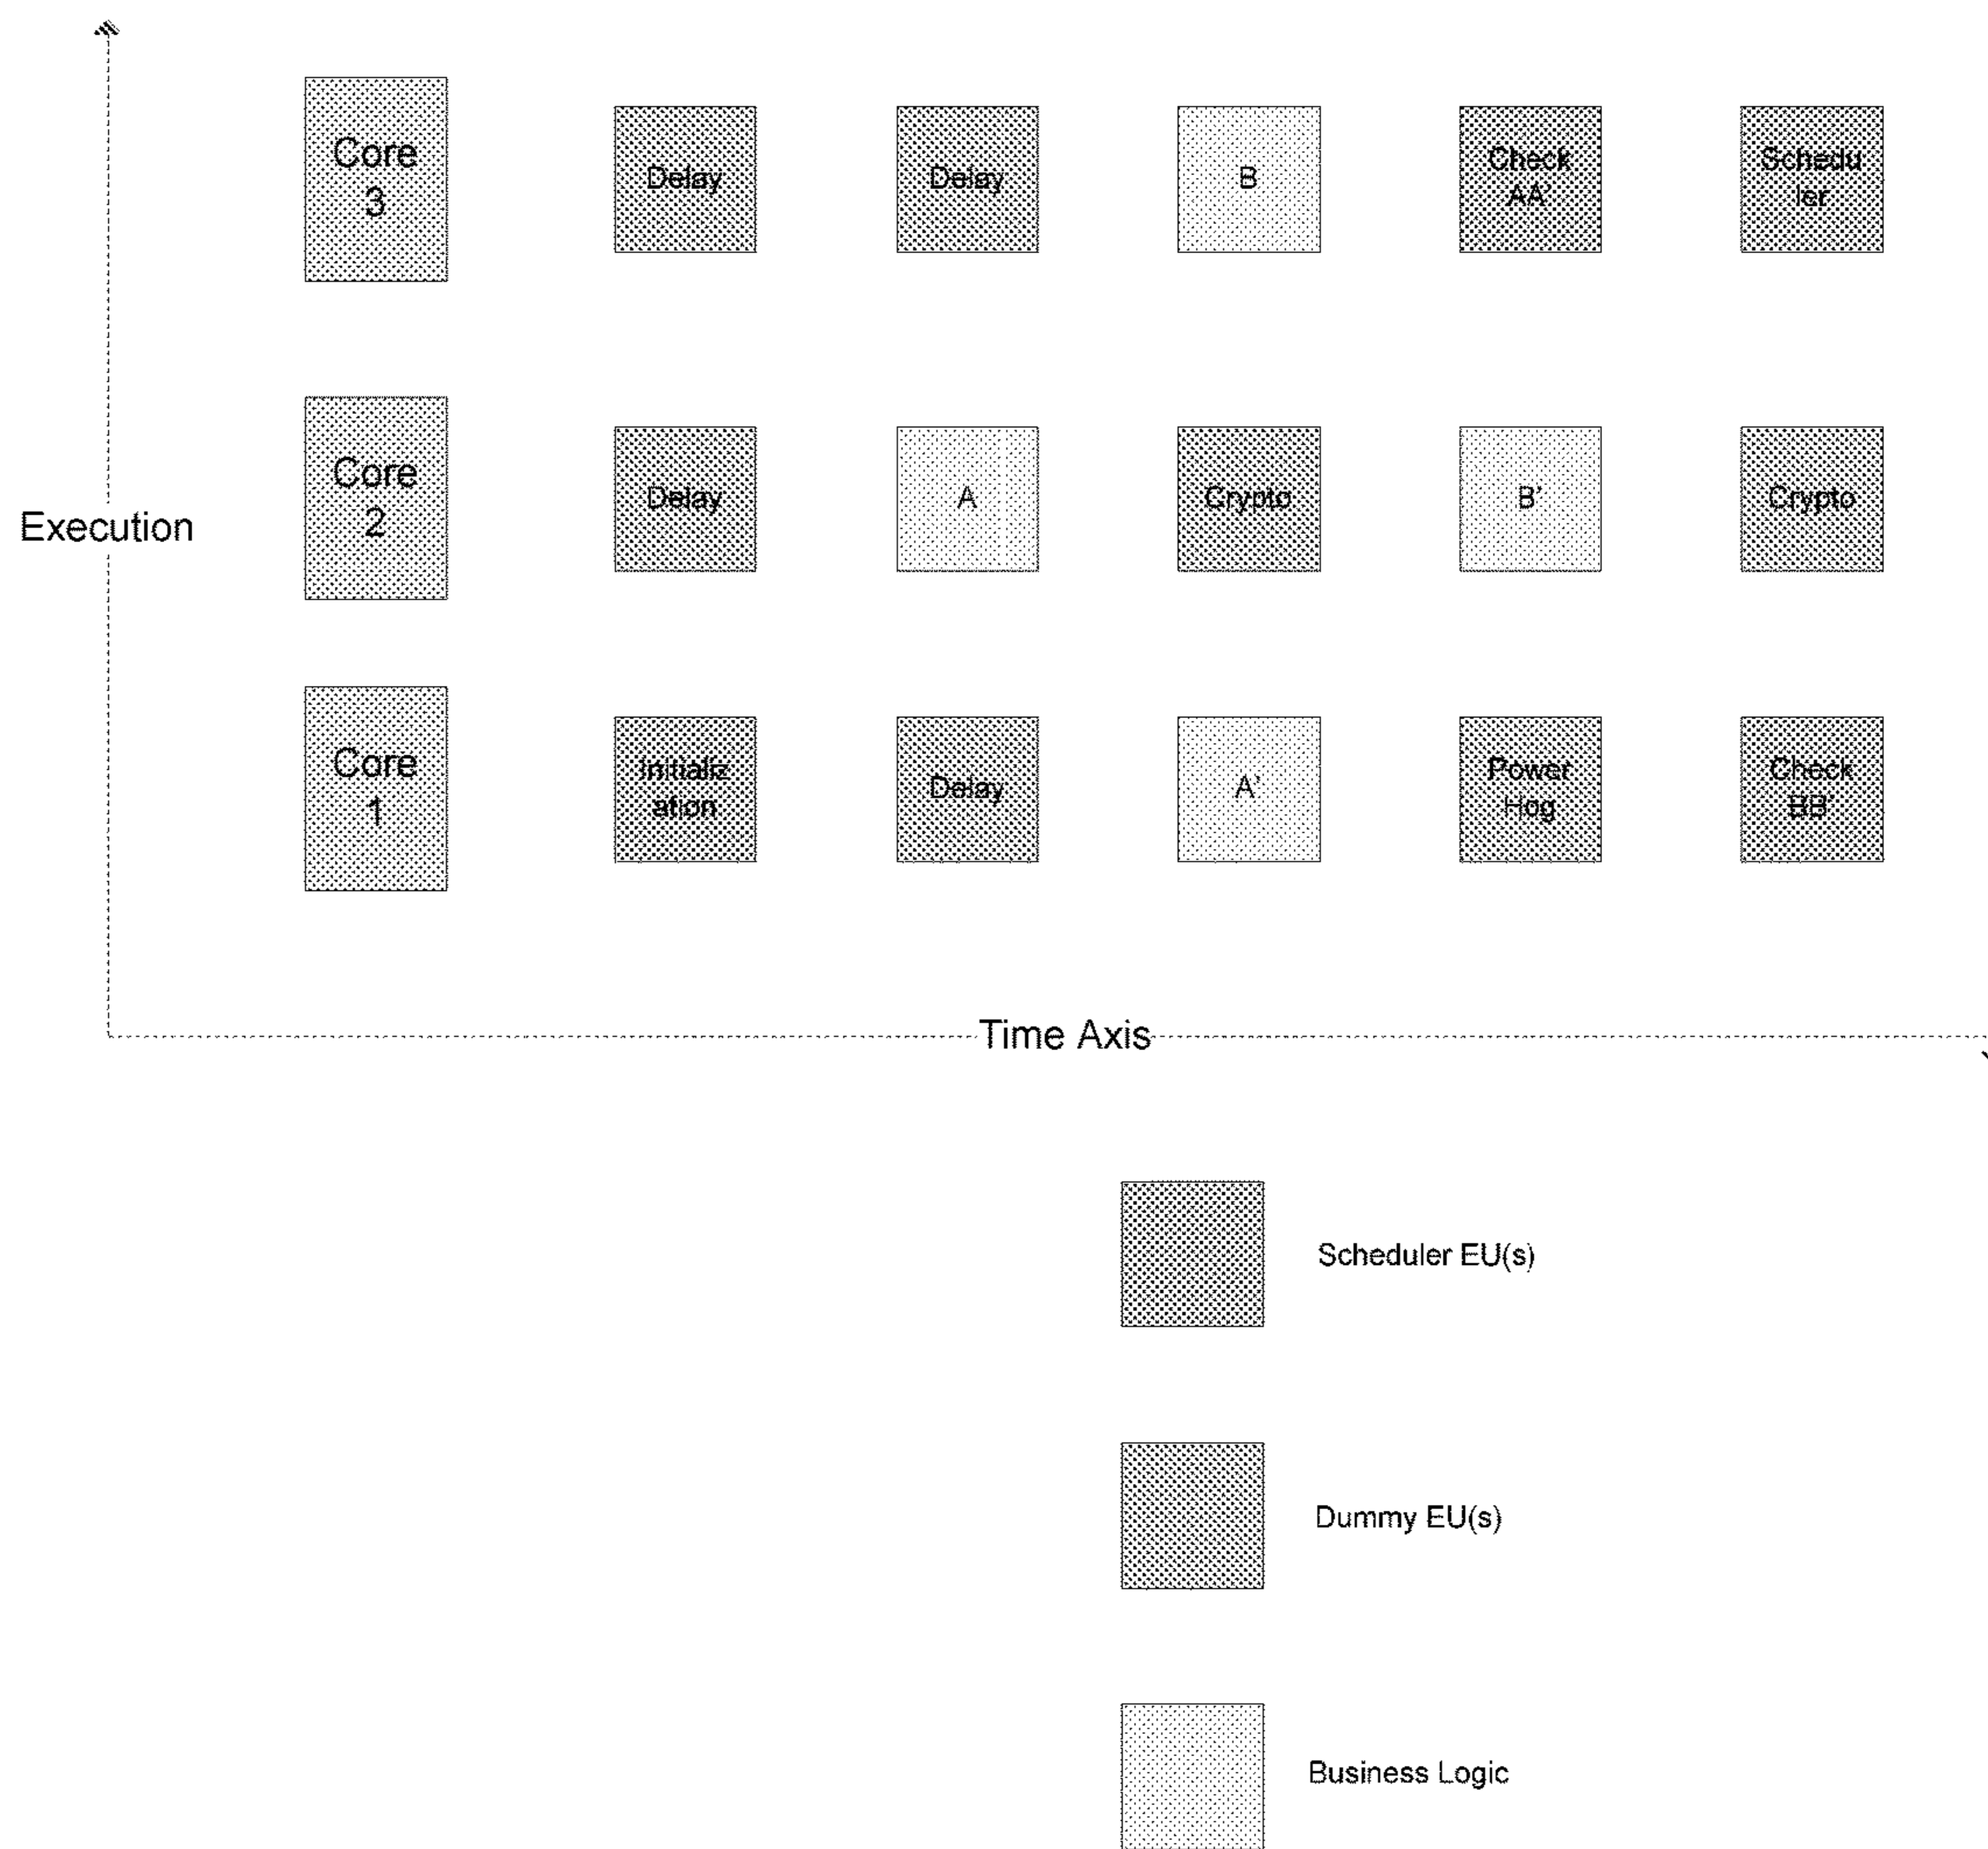 Core
3
Delay
Delay
B
Check
AA'
Schedu
ler
Core
2
Delay
A
Crypto
B'
Crypto
Execution
Core
1
Initializ
ation
Delay
A'
Power
Hog
Check
BB'
Time Axis
Scheduler EU(s)
Dummy EU(s)
Business Logic